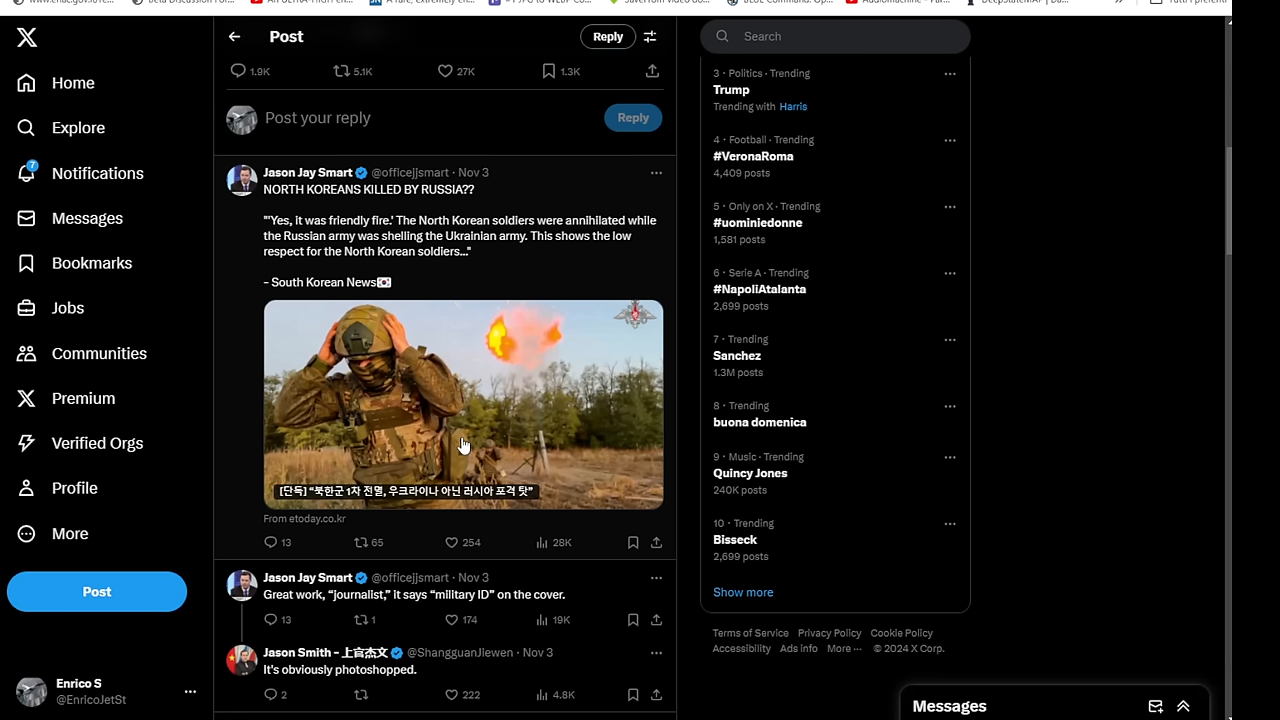 Home
Explore
7
Notifications
Messages
Bookmarks
Jobs
Communities
Premium
Verified Orgs
Profile
More
Post
Enrico S
@EnricoJetSt
Post
Reply
1.9K 5.1K 27K 1.3K
Post your reply
Reply
Jason Jay Smart @officejjsmart · Nov 3
NORTH KOREANS KILLED BY RUSSIA??
"'Yes, it was friendly fire.' The North Korean soldiers were annihilated while
the Russian army was shelling the Ukrainian army. This shows the low
respect for the North Korean soldiers..."
- South Korean News🇰🇷
[단독] “북한군 1차 전멸, 우크라이나 아닌 러시아 포격 탓”
From etoday.co.kr
13 65 254 28K
Jason Jay Smart @officejjsmart · Nov 3
Great work, “journalist,” it says “military ID” on the cover.
13 1 174 19K
Jason Smith - 上官杰文 @ShangguanJiewen · Nov 3
It's obviously photoshopped.
2 222 4.8K
Search
3 · Politics · Trending
Trump
Trending with Harris
4 · Football · Trending
#VeronaRoma
4,409 posts
5 · Only on X · Trending
#uominiedonne
1,581 posts
6 · Serie A · Trending
#NapoliAtalanta
2,699 posts
7 · Trending
Sanchez
1.3M posts
8 · Trending
buona domenica
9 · Music · Trending
Quincy Jones
240K posts
10 · Trending
Bisseck
2,699 posts
Show more
Terms of Service Privacy Policy Cookie Policy
Accessibility Ads info More ··· © 2024 X Corp.
Messages